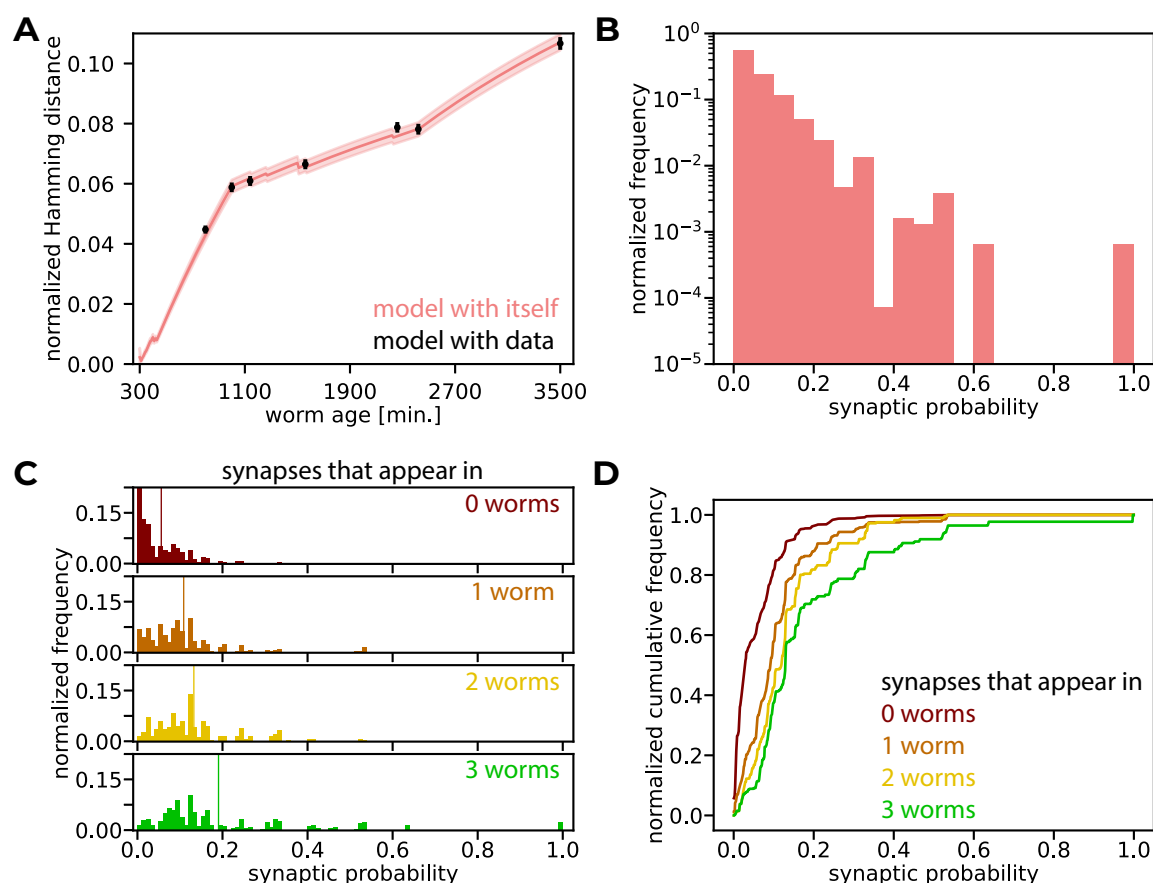 A
normalized Hamming distance
0.10
0.08
0.06
0.04
0.02
0.00
model with itself
model with data
300 1100 1900 2700 3500
worm age [min.]
B
normalized frequency
10^0
10^-1
10^-2
10^-3
10^-4
10^-5
0.0 0.2 0.4 0.6 0.8 1.0
synaptic probability
C
synapses that appear in
normalized frequency
0.15
0.00
0 worms
0.15
0.00
1 worm
0.15
0.00
2 worms
0.15
0.00
3 worms
0.0 0.2 0.4 0.6 0.8 1.0
synaptic probability
D
normalized cumulative frequency
1.0
0.8
0.6
0.4
0.2
0.0
synapses that appear in
0 worms
1 worm
2 worms
3 worms
0.0 0.2 0.4 0.6 0.8 1.0
synaptic probability